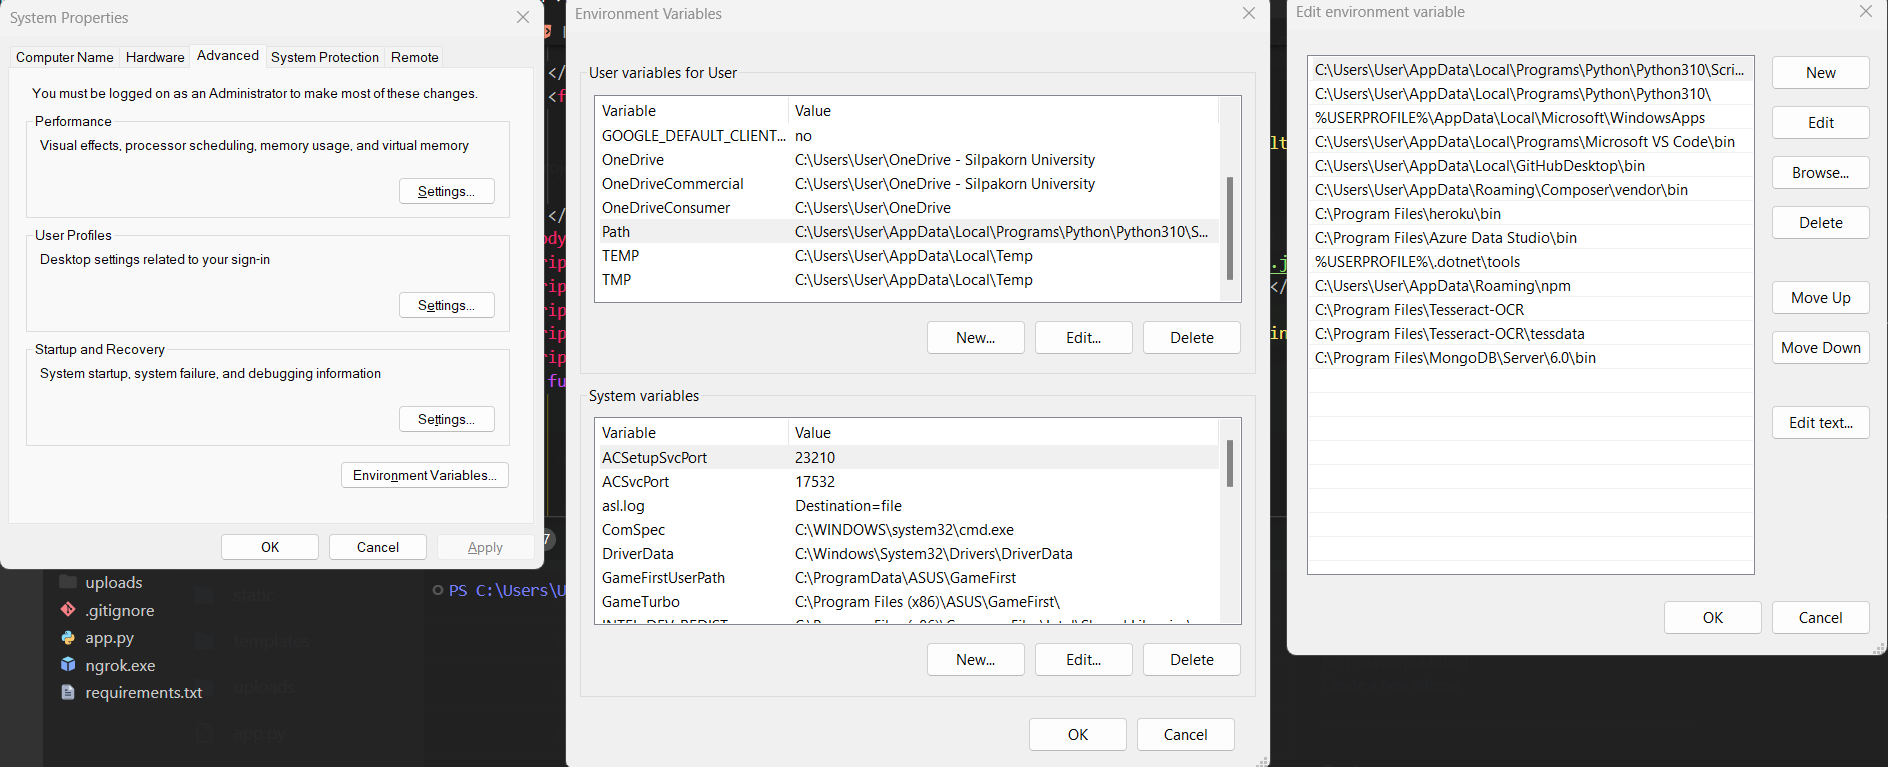 System Properties
Computer Name Hardware Advanced System Protection Remote
You must be logged on as an Administrator to make most of these changes.
Performance
Visual effects, processor scheduling, memory usage, and virtual memory
Settings...
User Profiles
Desktop settings related to your sign-in
Settings...
Startup and Recovery
System startup, system failure, and debugging information
Settings...
Environment Variables...
OK Cancel Apply
uploads
.gitignore
app.py
ngrok.exe
requirements.txt
static
templates
uploads
app.py
PS C:\Users\U
Environment Variables
User variables for User
Variable Value
GOOGLE_DEFAULT_CLIENT... no
OneDrive C:\Users\User\OneDrive - Silpakorn University
OneDriveCommercial C:\Users\User\OneDrive - Silpakorn University
OneDriveConsumer C:\Users\User\OneDrive
Path C:\Users\User\AppData\Local\Programs\Python\Python310\S...
TEMP C:\Users\User\AppData\Local\Temp
TMP C:\Users\User\AppData\Local\Temp
New... Edit... Delete
System variables
Variable Value
ACSetupSvcPort 23210
ACSvcPort 17532
asl.log Destination=file
ComSpec C:\WINDOWS\system32\cmd.exe
DriverData C:\Windows\System32\Drivers\DriverData
GameFirstUserPath C:\ProgramData\ASUS\GameFirst
GameTurbo C:\Program Files (x86)\ASUS\GameFirst\
New... Edit... Delete
OK Cancel
Edit environment variable
C:\Users\User\AppData\Local\Programs\Python\Python310\Scri...
C:\Users\User\AppData\Local\Programs\Python\Python310\
%USERPROFILE%\AppData\Local\Microsoft\WindowsApps
C:\Users\User\AppData\Local\Programs\Microsoft VS Code\bin
C:\Users\User\AppData\Local\GitHubDesktop\bin
C:\Users\User\AppData\Roaming\Composer\vendor\bin
C:\Program Files\heroku\bin
C:\Program Files\Azure Data Studio\bin
%USERPROFILE%\.dotnet\tools
C:\Users\User\AppData\Roaming\npm
C:\Program Files\Tesseract-OCR
C:\Program Files\Tesseract-OCR\tessdata
C:\Program Files\MongoDB\Server\6.0\bin
New
Edit
Browse...
Delete
Move Up
Move Down
Edit text...
OK Cancel